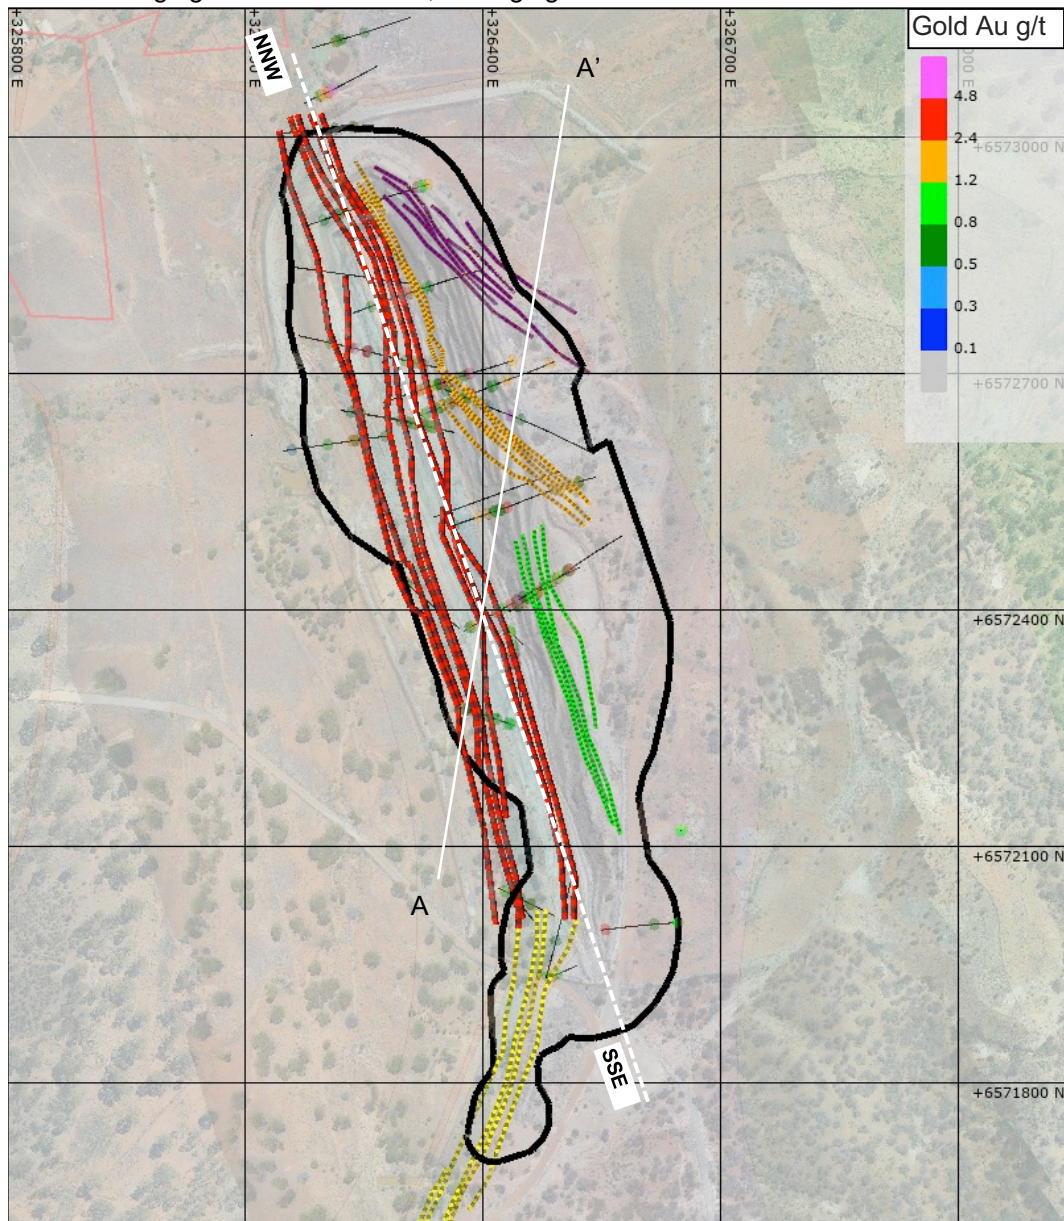 +325800 E
NNW
+326400 E
+326700 E
Gold Au g/t
4.8
2.4
1.2
0.8
0.5
0.3
0.1
A’
+6573000 N
+6572700 N
+6572400 N
+6572100 N
A
SSE
+6571800 N